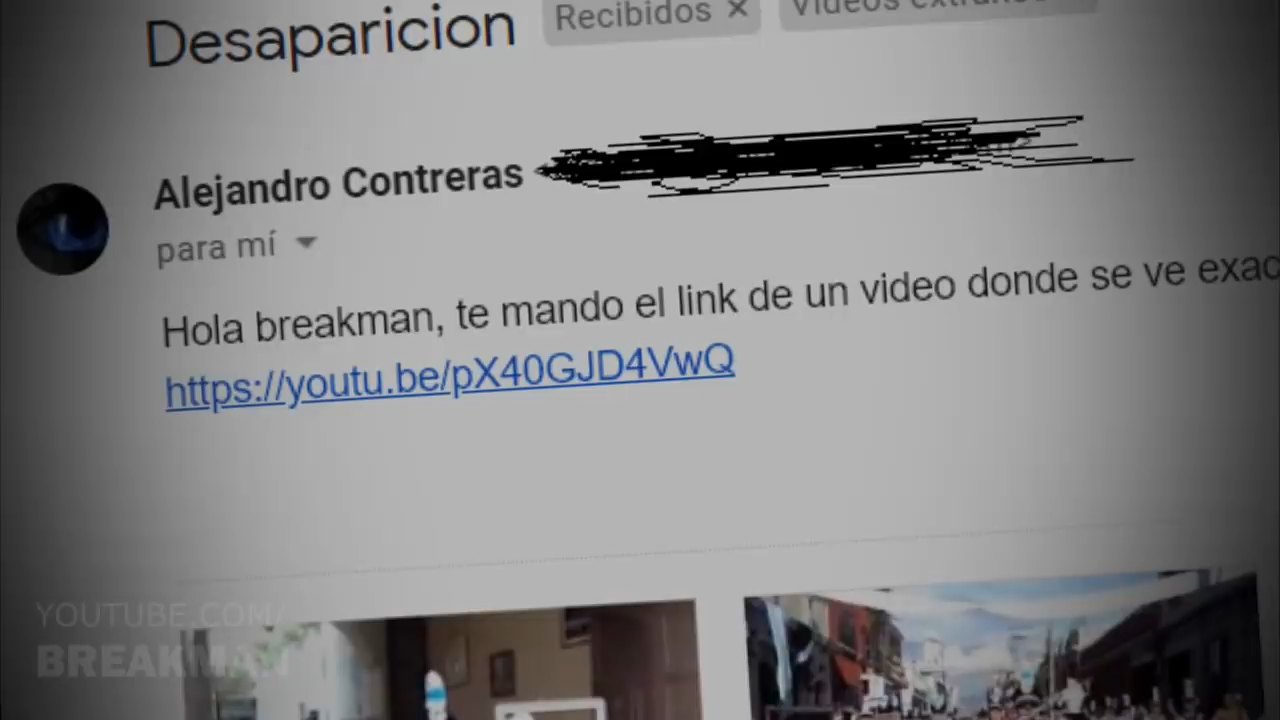 Desaparicion
Recibidos ×
Videos
Alejandro Contreras
para mí
Hola breakman, te mando el link de un video donde se ve
https://youtu.be/pX40GJD4VwQ
YOUTUBE.COM/
BREAKMAN